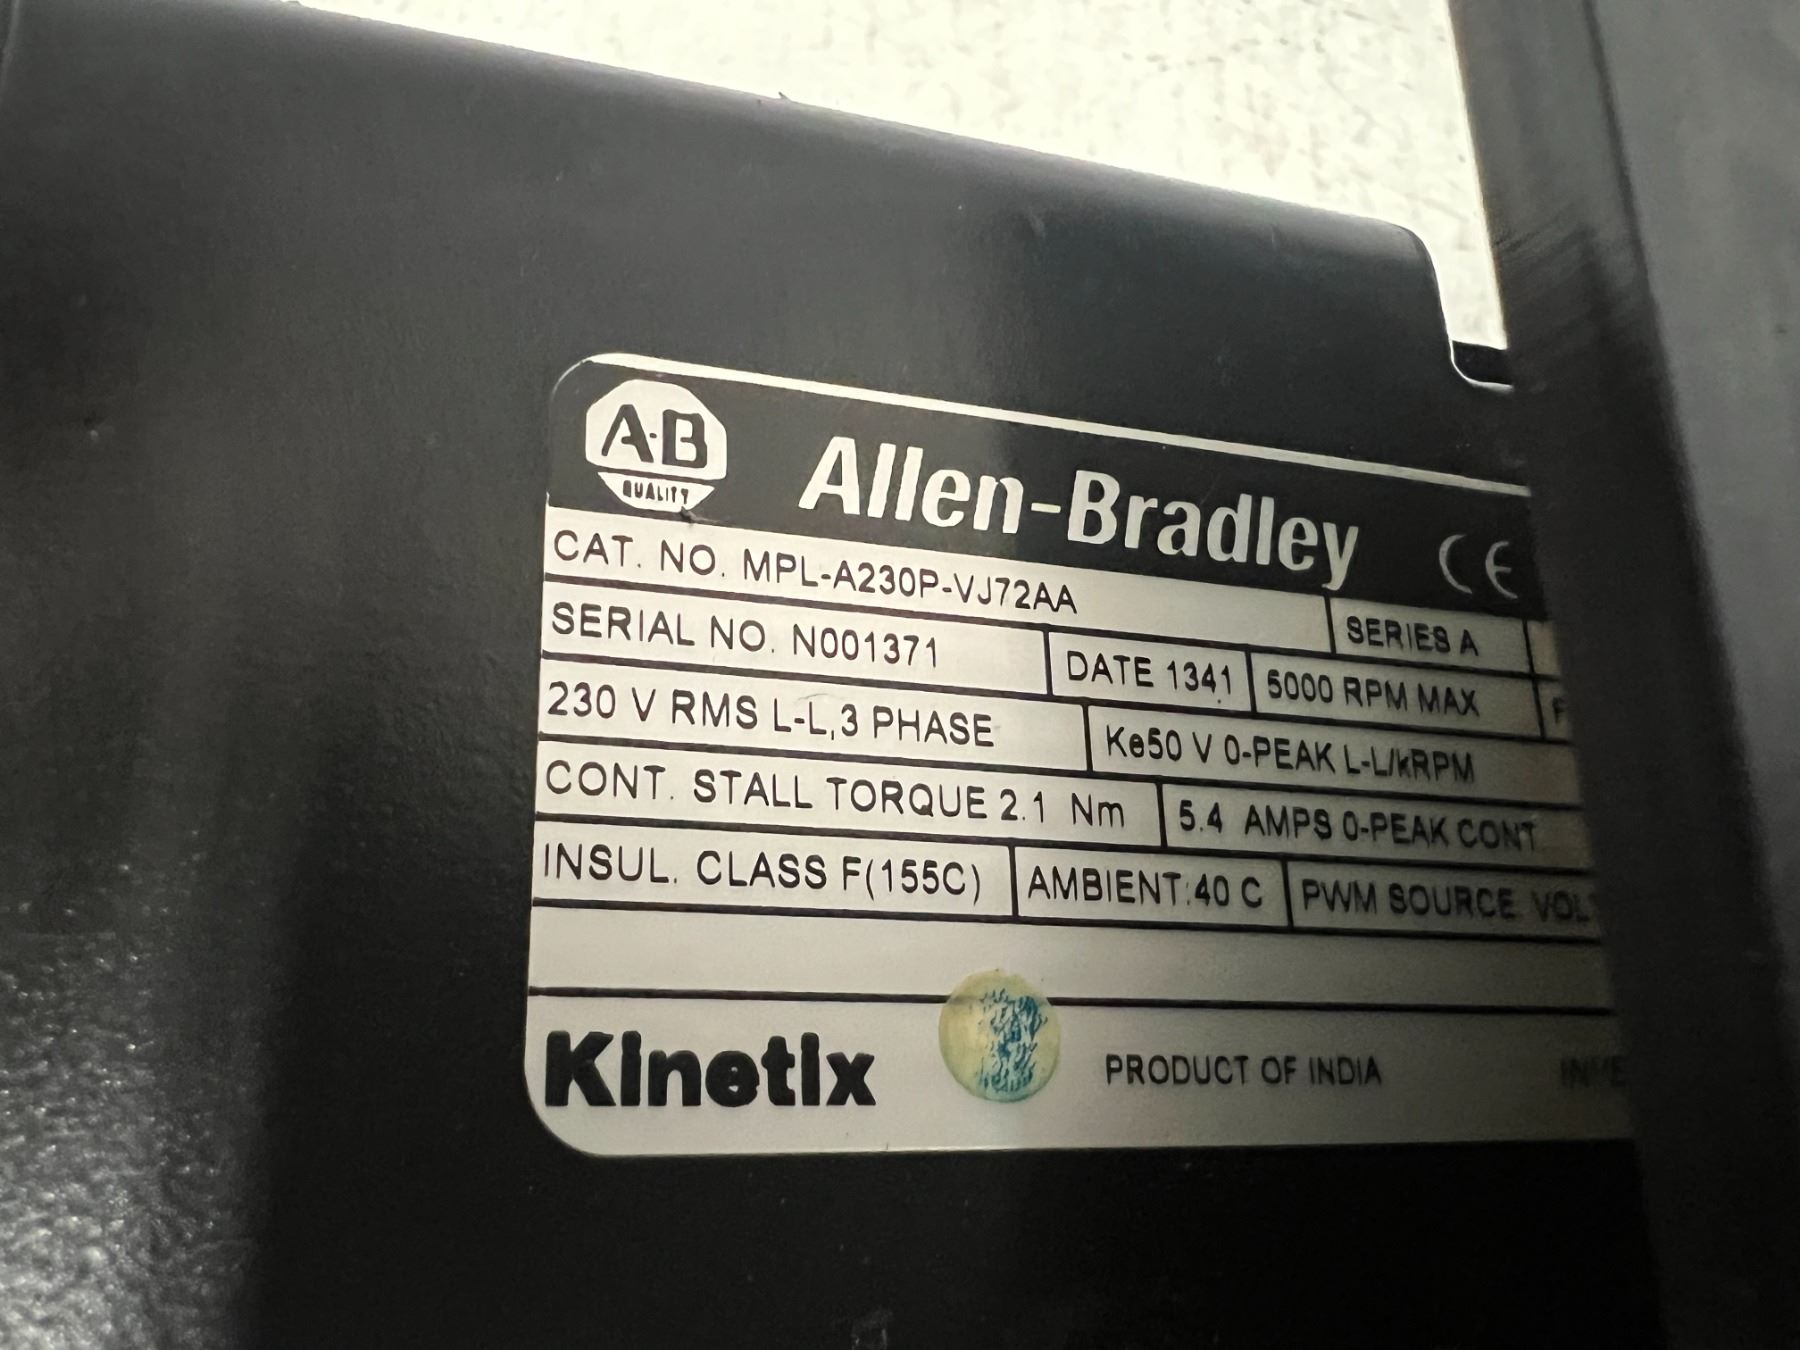 A-B
QUALITY
Allen-Bradley CE
CAT. NO. MPL-A230P-VJ72AA SERIES A
SERIAL NO. N001371 DATE 1341 5000 RPM MAX
230 V RMS L-L,3 PHASE Ke50 V 0-PEAK L-L/kRPM
CONT. STALL TORQUE 2.1 Nm 5.4 AMPS 0-PEAK CONT
INSUL. CLASS F(155C) AMBIENT:40 C PWM SOURCE
Kinetix PRODUCT OF INDIA